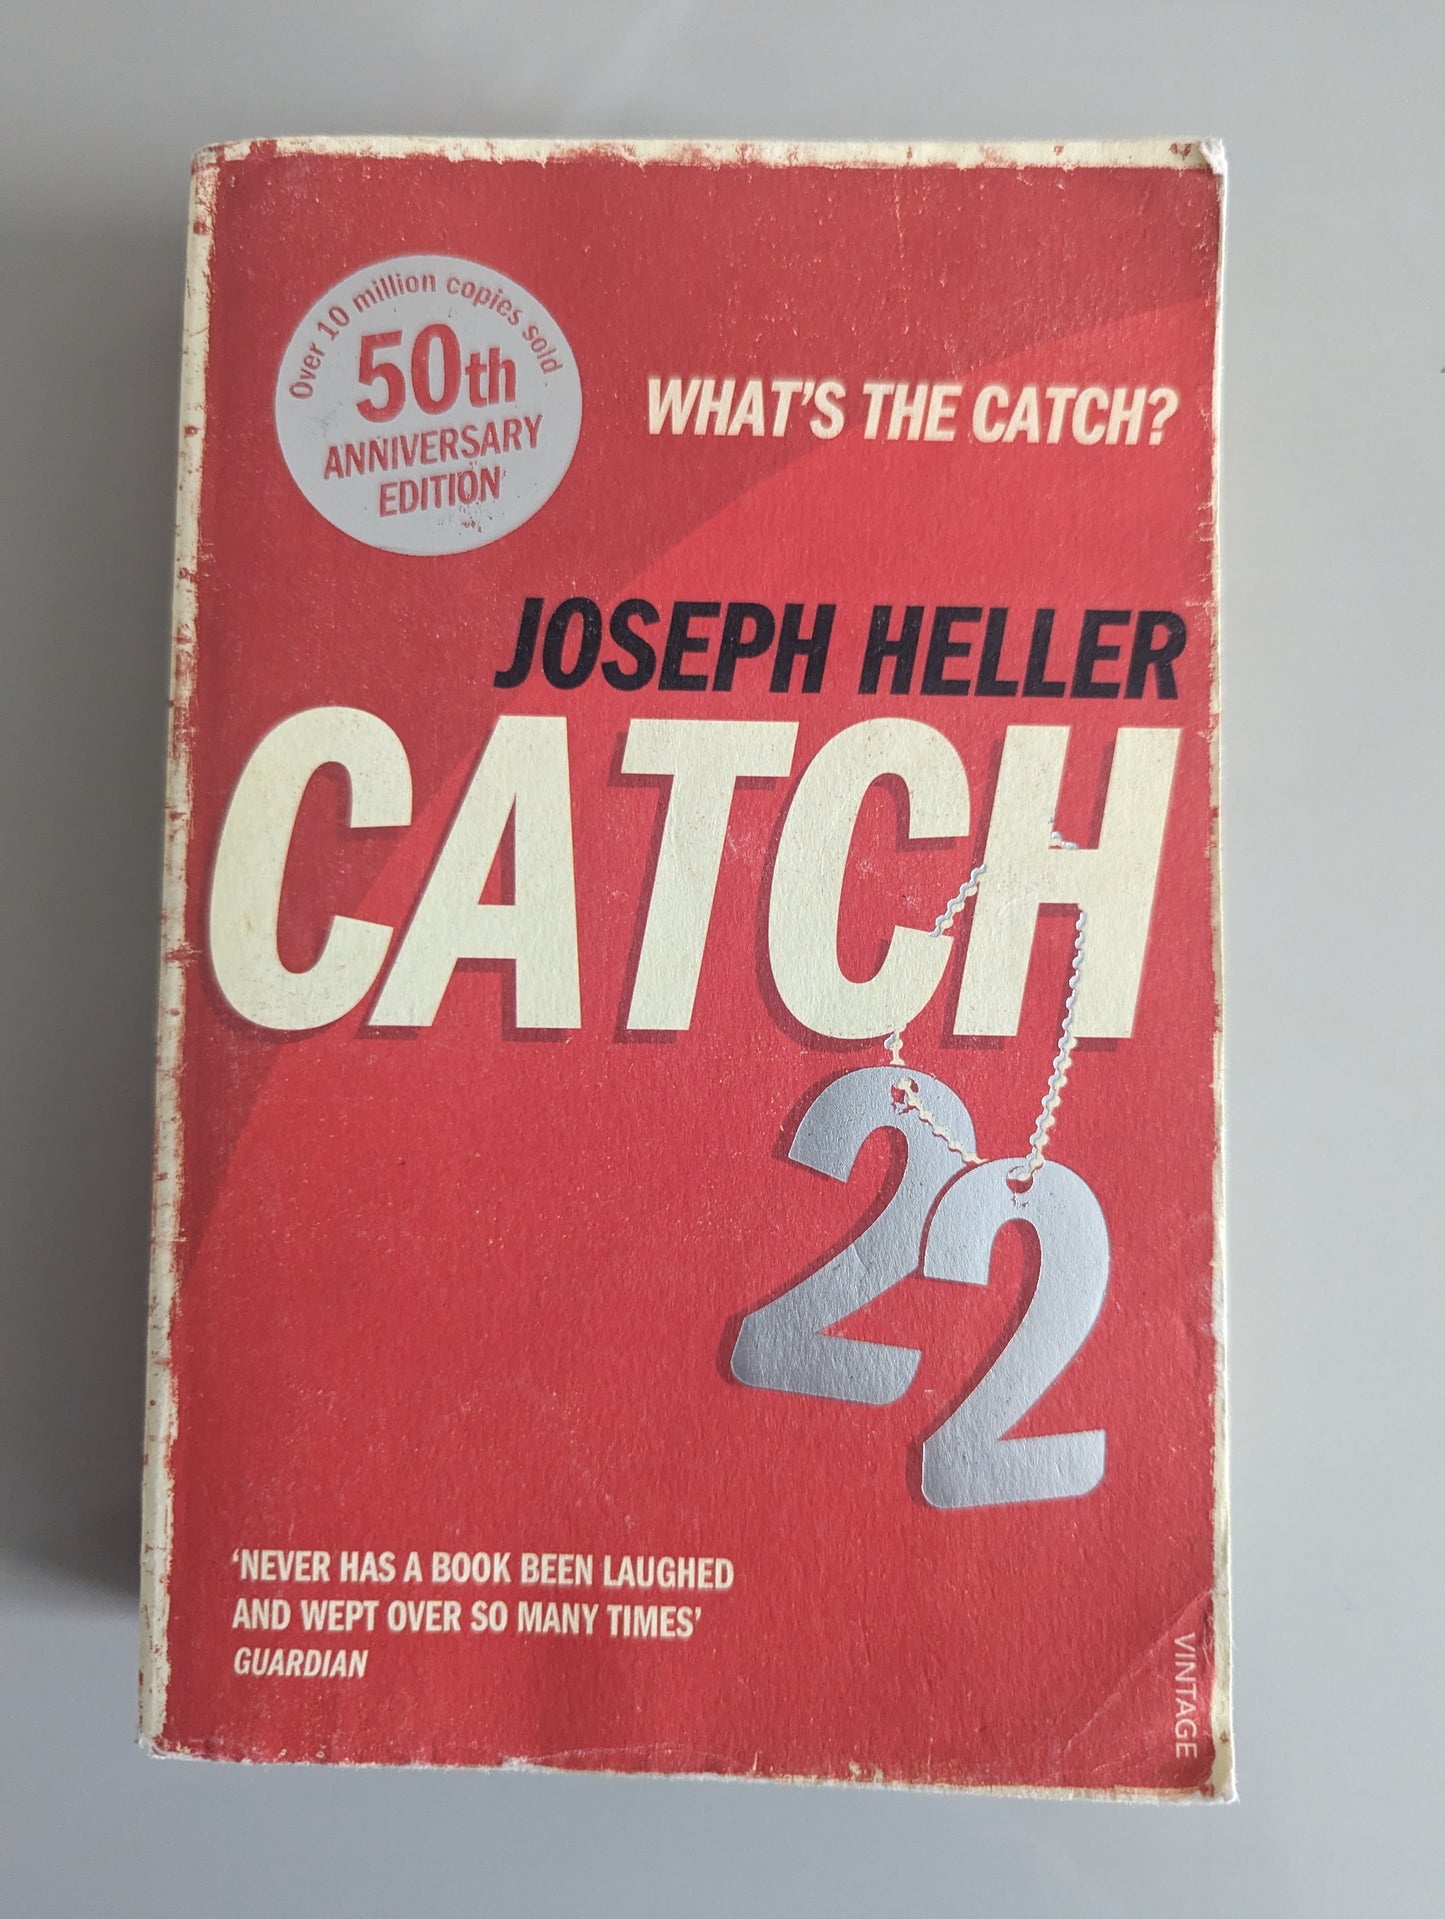 Over 10 million copies sold
50th
ANNIVERSARY
EDITION
WHAT'S THE CATCH?
JOSEPH HELLER
CATCH
22
‘NEVER HAS A BOOK BEEN LAUGHED
AND WEPT OVER SO MANY TIMES’
GUARDIAN
VINTAGE